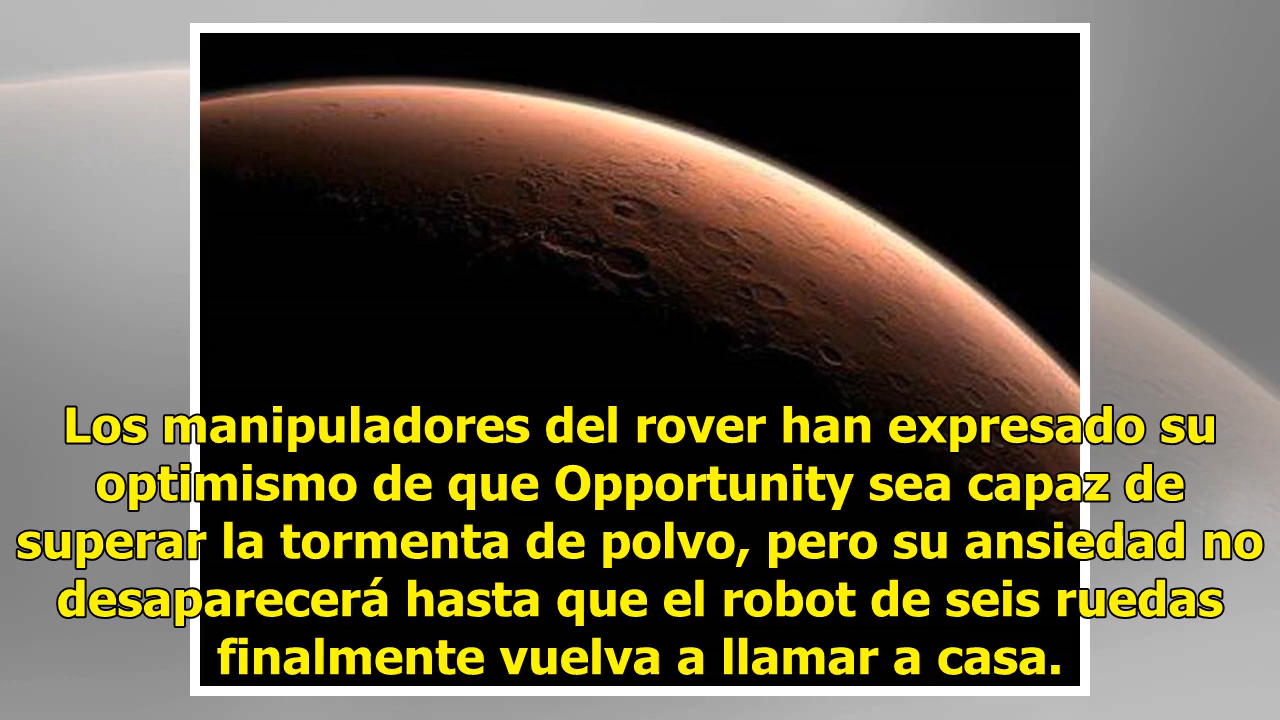 Los manipuladores del rover han expresado su
optimismo de que Opportunity sea capaz de
superar la tormenta de polvo, pero su ansiedad no
desaparecerá hasta que el robot de seis ruedas
finalmente vuelva a llamar a casa.